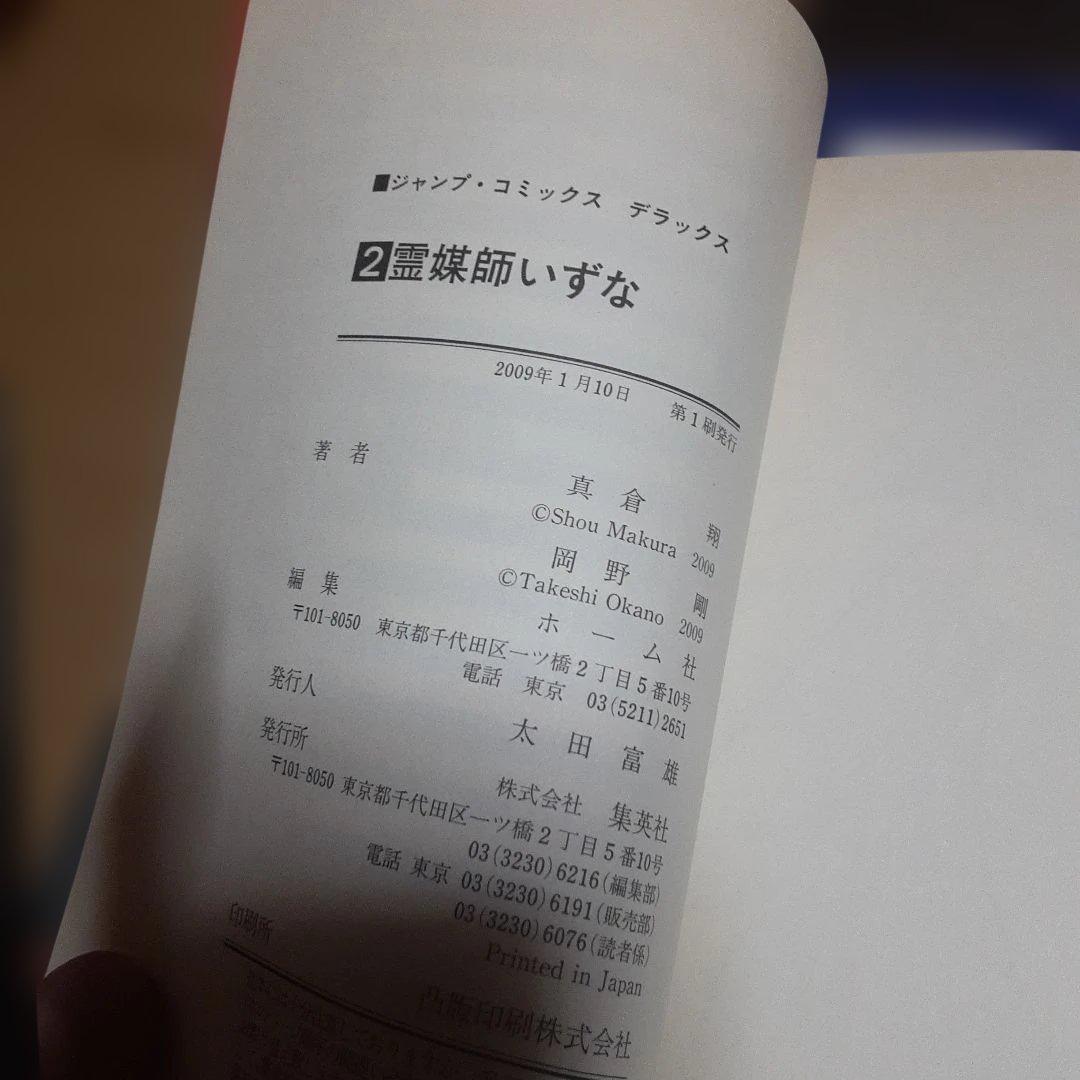 ■ジャンプ・コミックス デラックス
2霊媒師いずな
2009年1月10日 第1刷発行
著者 真倉 翔
©Shou Makura 2009
岡野 剛
©Takeshi Okano 2009
編集 ホーム社
〒101-8050 東京都千代田区一ツ橋2丁目5番10号
電話 東京 03(5211)2651
発行人 太田富雄
発行所 株式会社 集英社
〒101-8050 東京都千代田区一ツ橋2丁目5番10号
03(3230)6216(編集部)
電話 東京 03(3230)6191(販売部)
03(3230)6076(読者係)
Printed in Japan
印刷所 凸版印刷株式会社